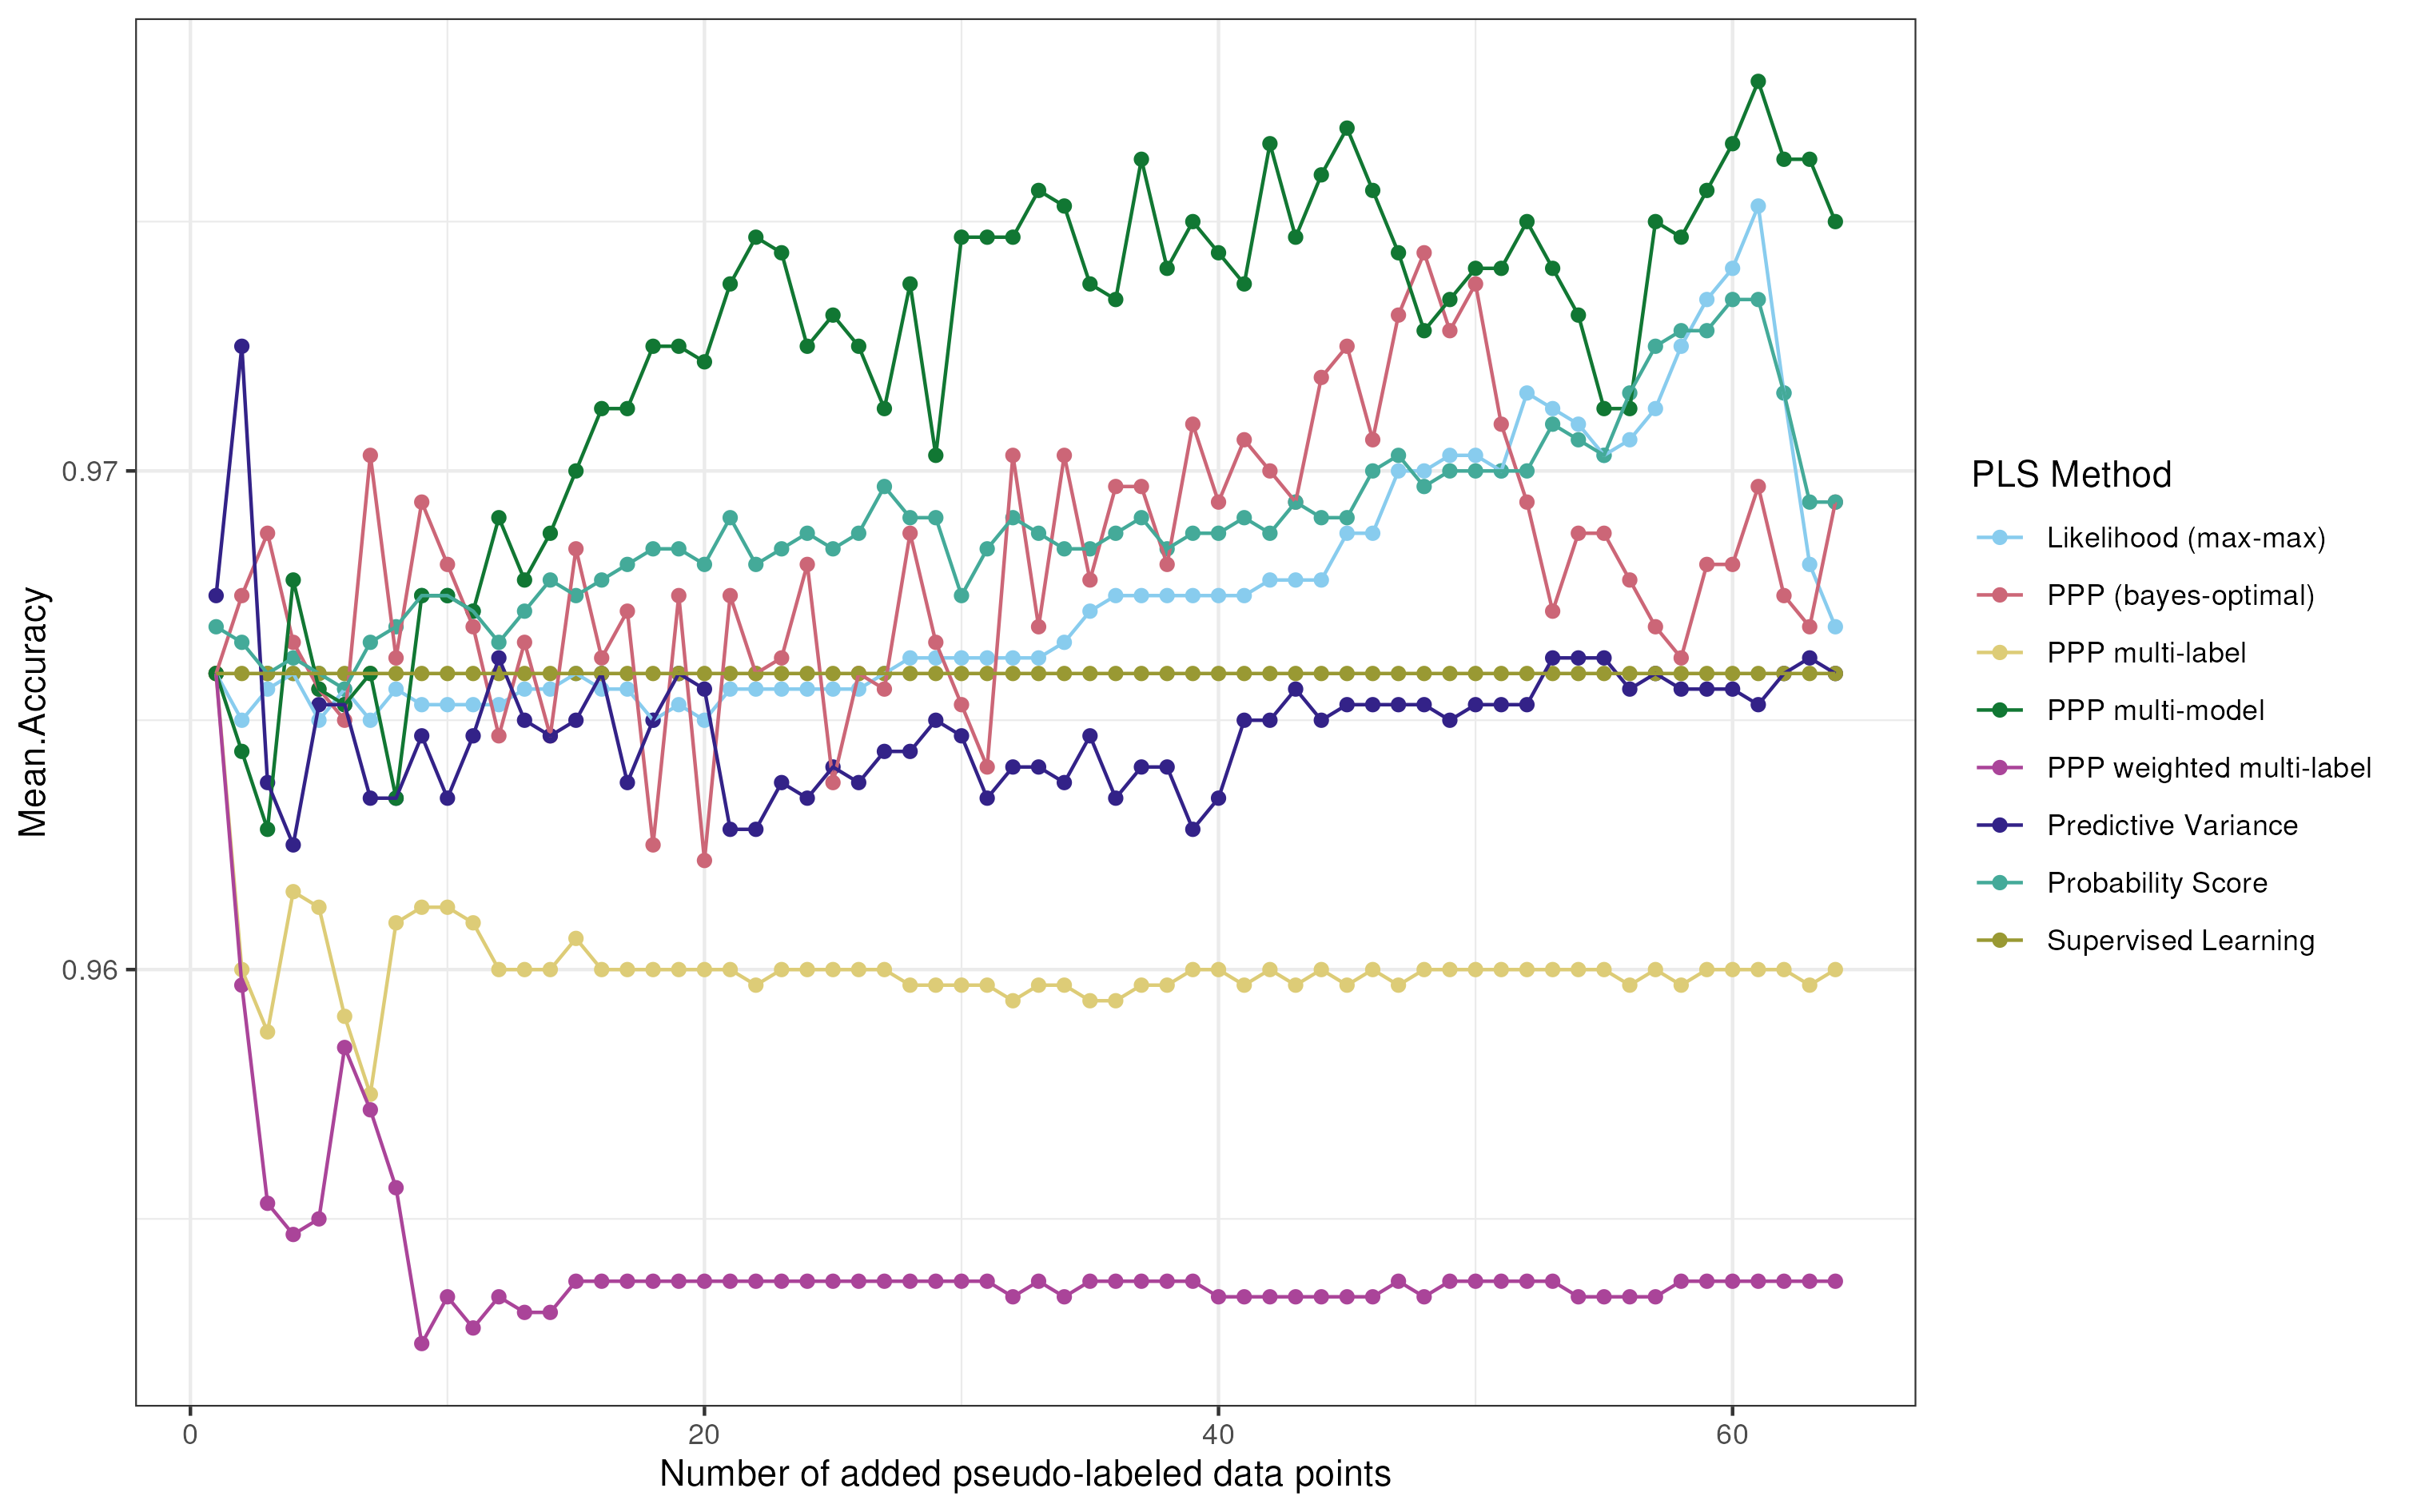 Mean.Accuracy
0.97
0.96
0
20
40
60
Number of added pseudo-labeled data points
PLS Method
Likelihood (max-max)
PPP (bayes-optimal)
PPP multi-label
PPP multi-model
PPP weighted multi-label
Predictive Variance
Probability Score
Supervised Learning